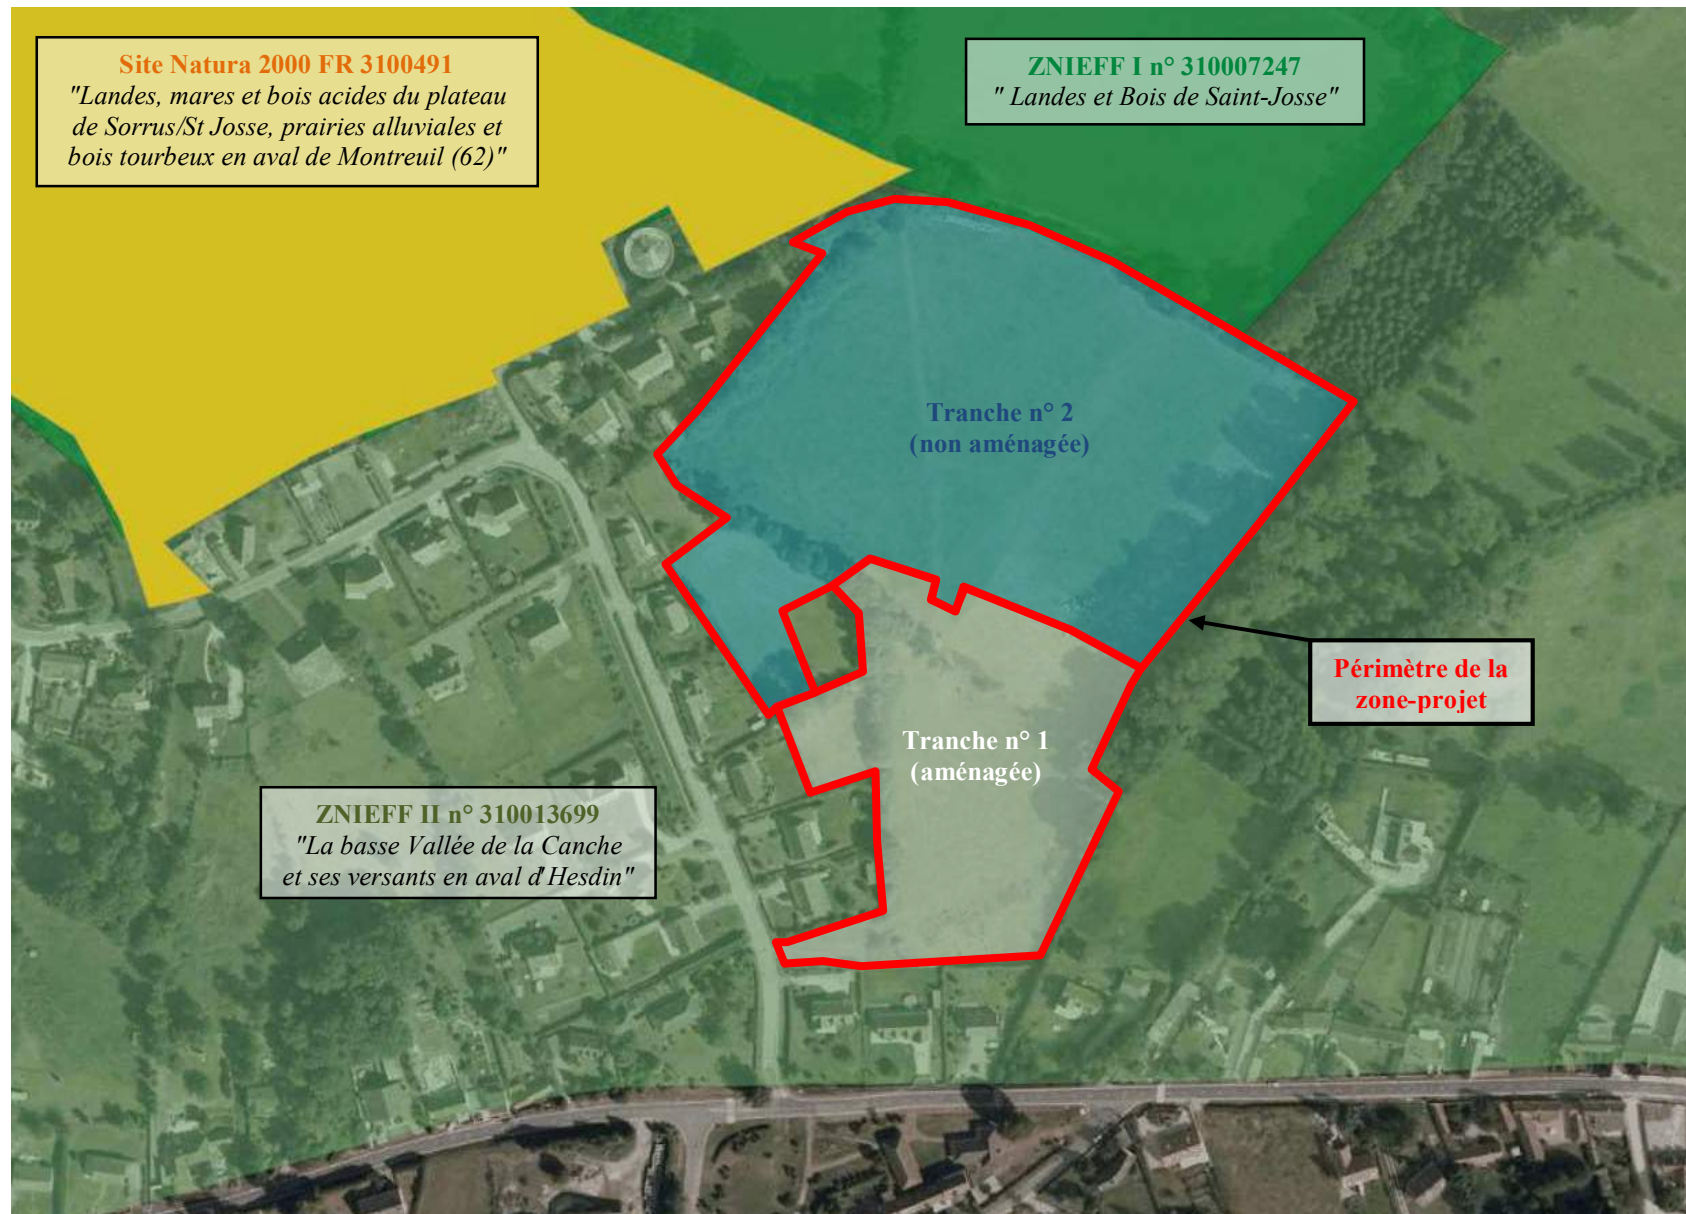 Site Natura 2000 FR 3100491
"Landes, mares et bois acides du plateau
de Sorrus/St Josse, prairies alluviales et
bois tourbeux en aval de Montreuil (62)"
ZNIEFF I n° 310007247
" Landes et Bois de Saint-Josse"
Tranche n° 2
(non aménagée)
Périmètre de la
zone-projet
Tranche n° 1
(aménagée)
ZNIEFF II n° 310013699
"La basse Vallée de la Canche
et ses versants en aval d'Hesdin"